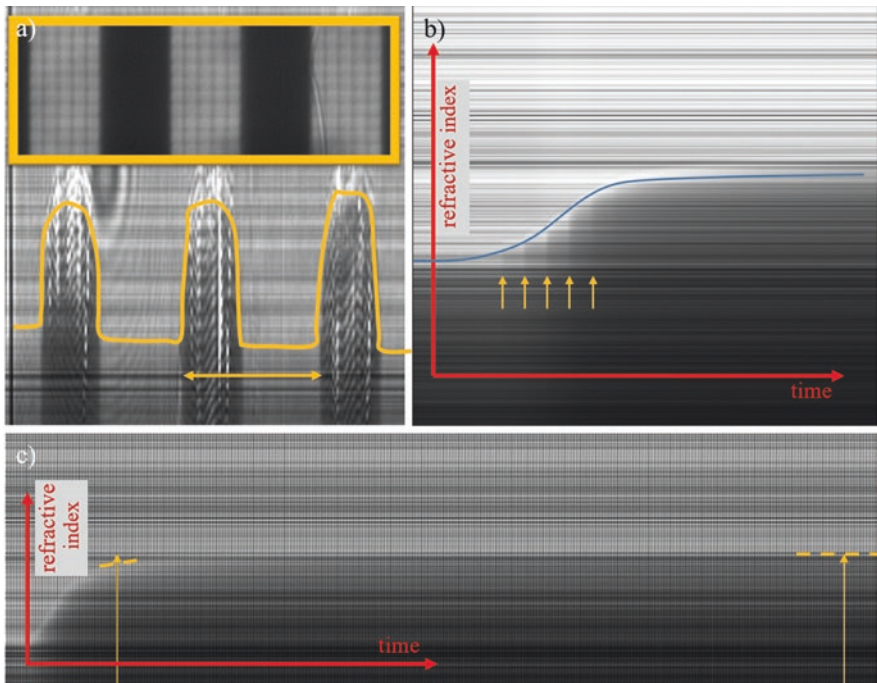 a)
b)
refractive index
time
c)
refractive
index
time